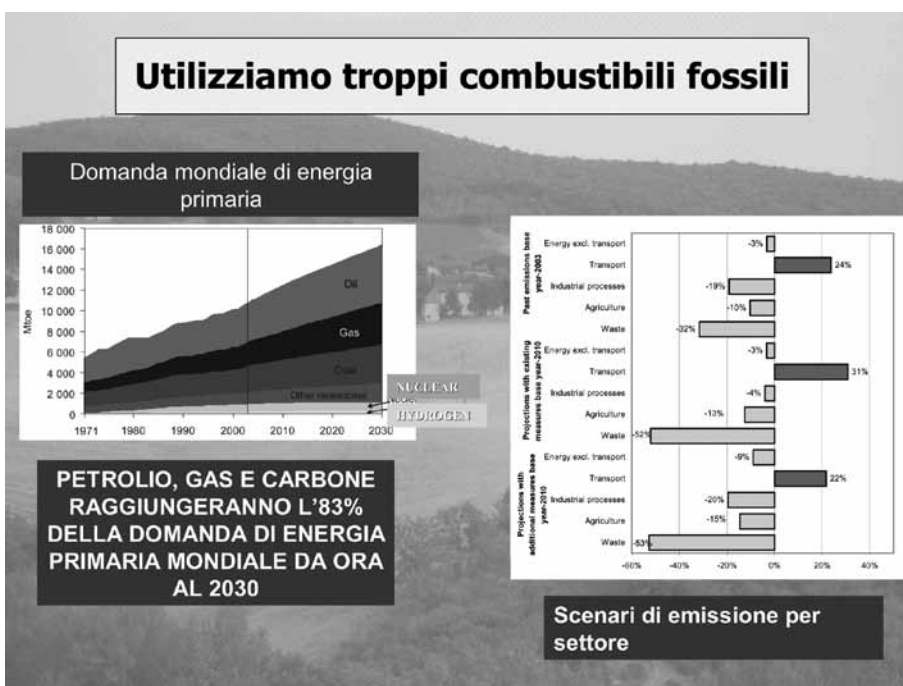 Utilizziamo troppi combustibili fossili
Domanda mondiale di energia
primaria
18 000
16 000
14 000
12 000
10 000
8 000
6 000
4 000
2 000
0
Mtoe
1971
1980
1990
2000
2010
2020
2030
Oil
Gas
Coal
Other renewables
NUCLEAR
HYDROGEN
PETROLIO, GAS E CARBONE
RAGGIUNGERANNO L'83%
DELLA DOMANDA DI ENERGIA
PRIMARIA MONDIALE DA ORA
AL 2030
Past emissions base
year-2003
Energy excl. transport -3%
Transport 24%
Industrial processes -19%
Agriculture -10%
Waste -32%
Projections with existing
measures base year-2010
Energy excl. transport -3%
Transport 31%
Industrial processes -4%
Agriculture -13%
Waste -52%
Projections with
additional measures base
year-2010
Energy excl. transport -9%
Transport 22%
Industrial processes -20%
Agriculture -15%
Waste -53%
-60% -40% -20% 0% 20% 40%
Scenari di emissione per
settore